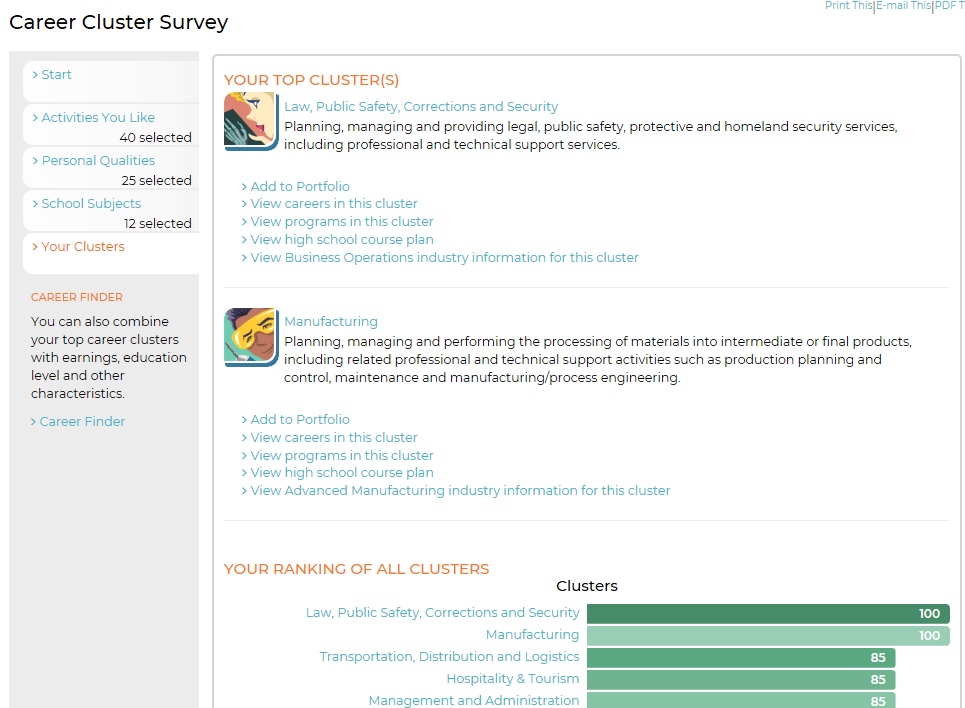 Print This|E-mail This|PDF T
Career Cluster Survey
> Start
> Activities You Like
40 selected
> Personal Qualities
25 selected
> School Subjects
12 selected
> Your Clusters
CAREER FINDER
You can also combine
your top career clusters
with earnings, education
level and other
characteristics.
> Career Finder
YOUR TOP CLUSTER(S)
Law, Public Safety, Corrections and Security
Planning, managing and providing legal, public safety, protective and homeland security services,
including professional and technical support services.
> Add to Portfolio
> View careers in this cluster
> View programs in this cluster
> View high school course plan
> View Business Operations industry information for this cluster
Manufacturing
Planning, managing and performing the processing of materials into intermediate or final products,
including related professional and technical support activities such as production planning and
control, maintenance and manufacturing/process engineering.
> Add to Portfolio
> View careers in this cluster
> View programs in this cluster
> View high school course plan
> View Advanced Manufacturing industry information for this cluster
YOUR RANKING OF ALL CLUSTERS
Clusters
Law, Public Safety, Corrections and Security 100
Manufacturing 100
Transportation, Distribution and Logistics 85
Hospitality & Tourism 85
Management and Administration 85